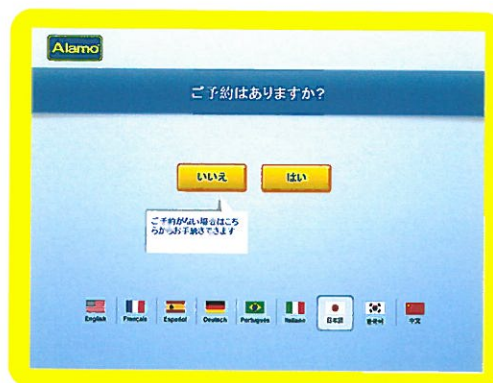 Alamo
ご予約はありますか?
いいえ
はい
ご予約がない場合はこち
らからお手続きできます
English
Français
Español
Deutsch
Português
Italiano
日本語
한국어
中文